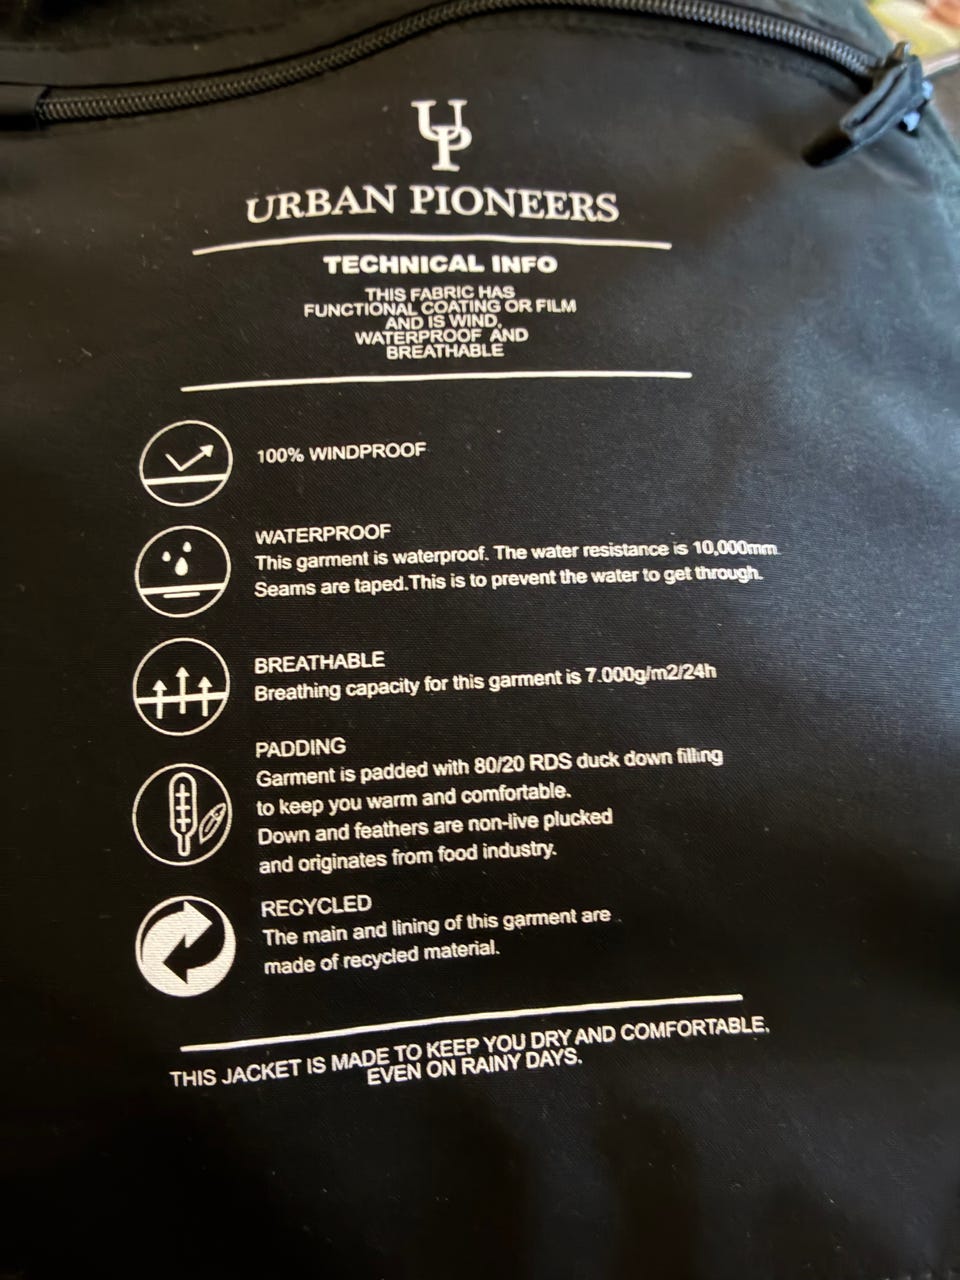 UP
URBAN PIONEERS
TECHNICAL INFO
THIS FABRIC HAS
FUNCTIONAL COATING OR FILM
AND IS WIND,
WATERPROOF AND
BREATHABLE
100% WINDPROOF
WATERPROOF
This garment is waterproof. The water resistance is 10,000mm.
Seams are taped.This is to prevent the water to get through.
BREATHABLE
Breathing capacity for this garment is 7.000g/m2/24h
PADDING
Garment is padded with 80/20 RDS duck down filling
to keep you warm and comfortable.
Down and feathers are non-live plucked
and originates from food industry.
RECYCLED
The main and lining of this garment are
made of recycled material.
THIS JACKET IS MADE TO KEEP YOU DRY AND COMFORTABLE.
EVEN ON RAINY DAYS.